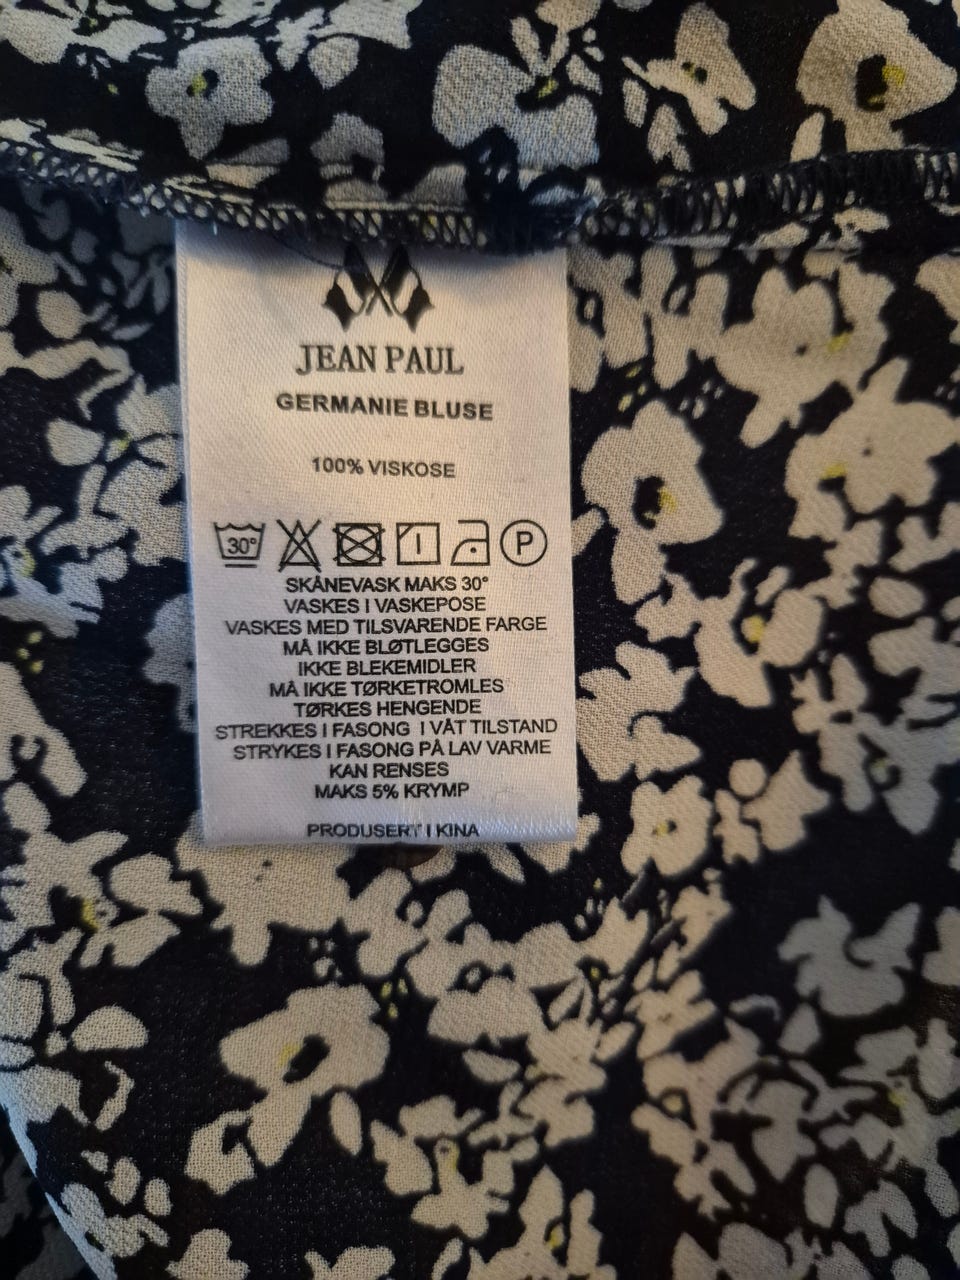 JEAN PAUL
GERMANIE BLUSE
100% VISKOSE
30° P
SKÅNEVASK MAKS 30°
VASKES I VASKEPOSE
VASKES MED TILSVARENDE FARGE
MÅ IKKE BLØTLEGGES
IKKE BLEKEMIDLER
MÅ IKKE TØRKETROMLES
TØRKES HENGENDE
STREKKES I FASONG I VÅT TILSTAND
STRYKES I FASONG PÅ LAV VARME
KAN RENSES
MAKS 5% KRYMP
PRODUSERT I KINA